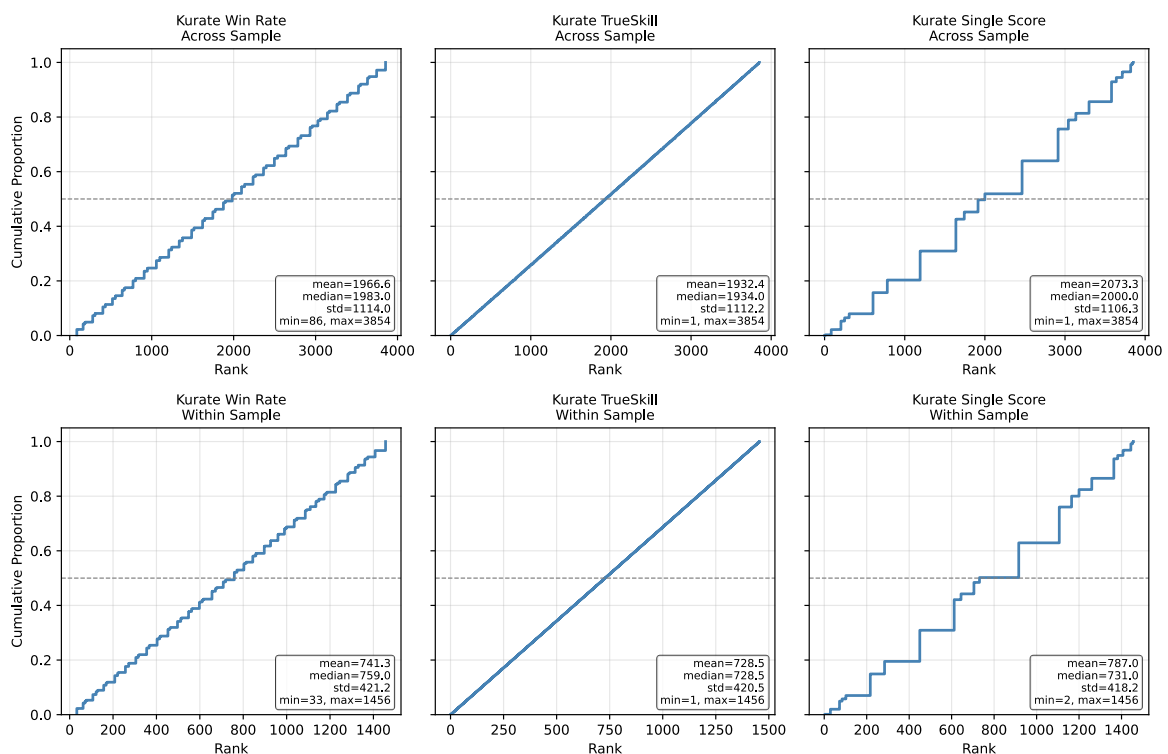 Kurate Win Rate
Across Sample
Kurate TrueSkill
Across Sample
Kurate Single Score
Across Sample
Cumulative Proportion
1.0
0.8
0.6
0.4
0.2
0.0
mean=1966.6
median=1983.0
std=1114.0
min=86, max=3854
mean=1932.4
median=1934.0
std=1112.2
min=1, max=3854
mean=2073.3
median=2000.0
std=1106.3
min=1, max=3854
0 1000 2000 3000 4000
0 1000 2000 3000 4000
0 1000 2000 3000 4000
Rank
Rank
Rank
Kurate Win Rate
Within Sample
Kurate TrueSkill
Within Sample
Kurate Single Score
Within Sample
Cumulative Proportion
1.0
0.8
0.6
0.4
0.2
0.0
mean=741.3
median=759.0
std=421.2
min=33, max=1456
mean=728.5
median=728.5
std=420.5
min=1, max=1456
mean=787.0
median=731.0
std=418.2
min=2, max=1456
0 200 400 600 800 1000 1200 1400
0 250 500 750 1000 1250 1500
0 200 400 600 800 1000 1200 1400
Rank
Rank
Rank